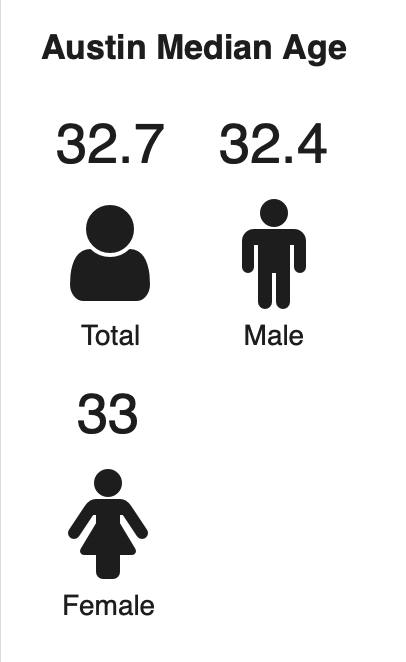 Austin Median Age
32.7 32.4
Total Male
33
Female